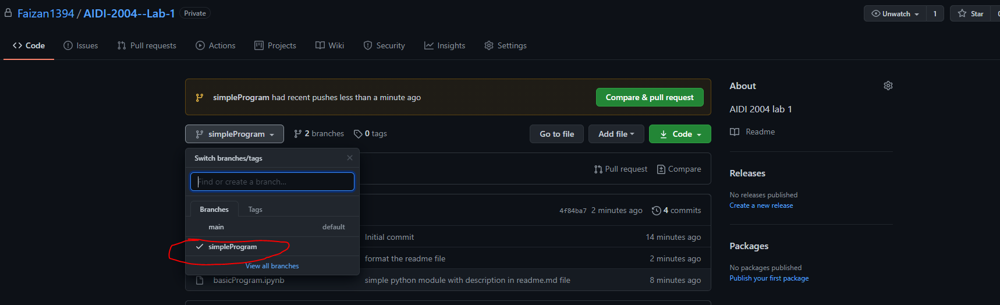 Faizan1394 / AIDI-2004--Lab-1 Private
Unwatch 1 Star
Code Issues Pull requests Actions Projects Wiki Security Insights Settings
simpleProgram had recent pushes less than a minute ago Compare & pull request
simpleProgram 2 branches 0 tags Go to file Add file Code
Switch branches/tags
Find or create a branch...
Branches Tags
main default
simpleProgram
View all branches
Pull request Compare
4f84ba7 2 minutes ago 4 commits
Initial commit 14 minutes ago
format the readme file 2 minutes ago
basicProgram.ipynb simple python module with description in readme.md file 8 minutes ago
About
AIDI 2004 lab 1
Readme
Releases
No releases published
Create a new release
Packages
No packages published
Publish your first package